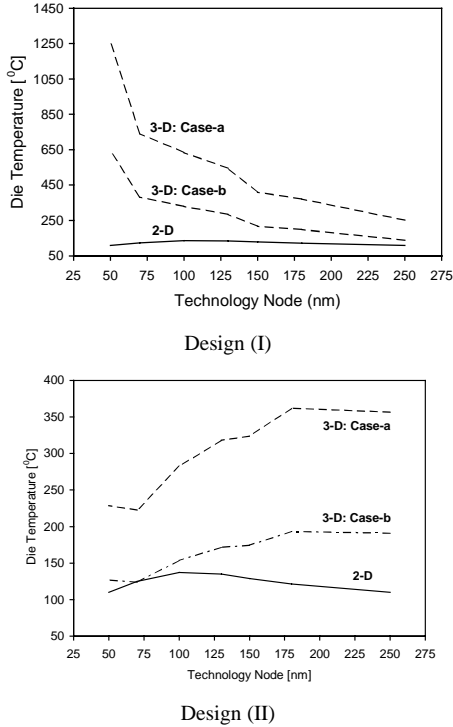 1450
1250
1050
850
650
450
250
50
Die Temperature [⁰C]
3-D: Case-a
3-D: Case-b
2-D
25 50 75 100 125 150 175 200 225 250 275
Technology Node (nm)
Design (I)
400
350
300
250
200
150
100
50
Die Temperature [⁰C]
3-D: Case-a
3-D: Case-b
2-D
25 50 75 100 125 150 175 200 225 250 275
Technology Node [nm]
Design (II)